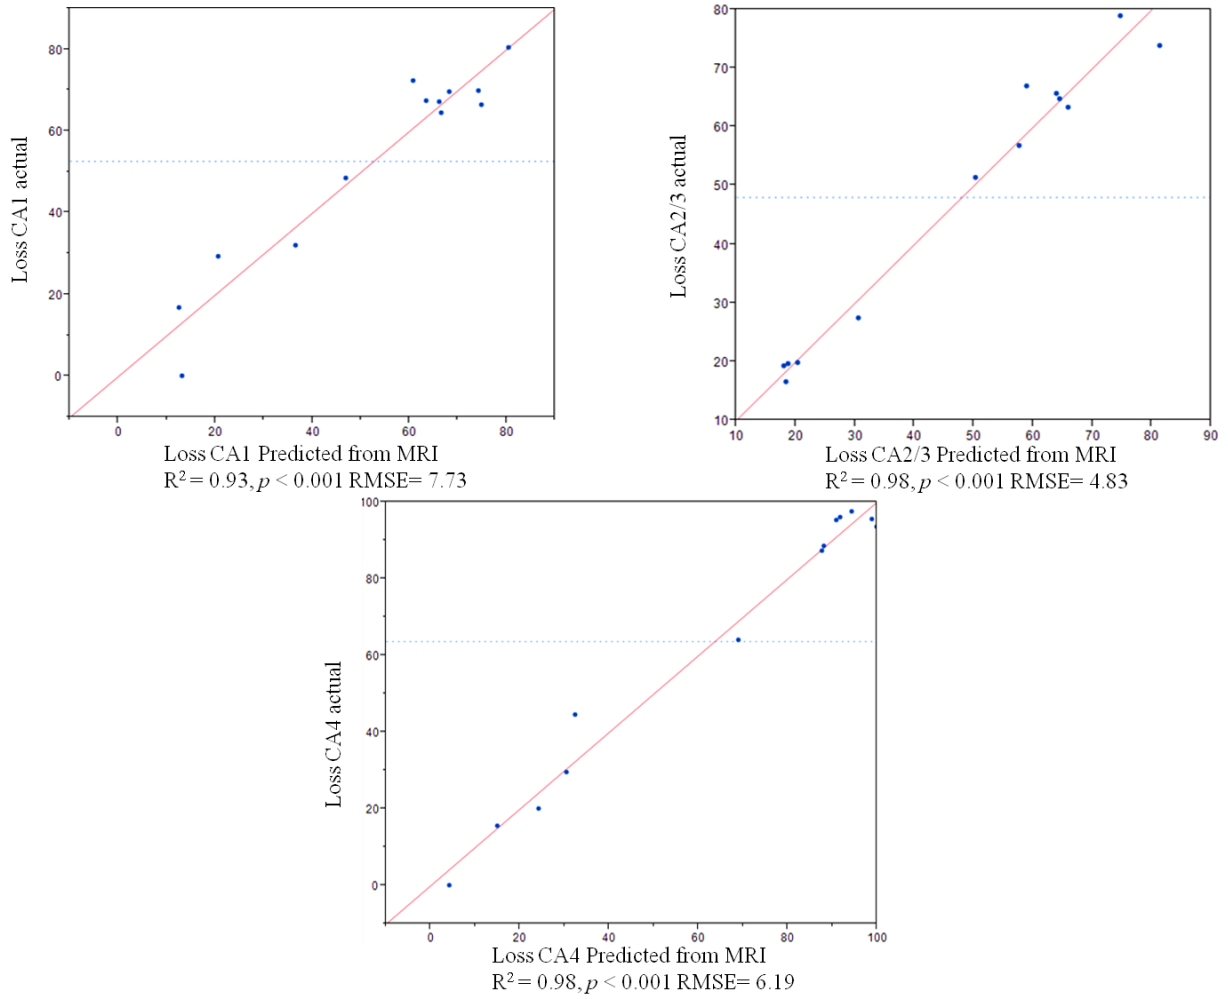 80
60
40
20
0
Loss CA1 actual
0 20 40 60 80
Loss CA1 Predicted from MRI
R² = 0.93, p < 0.001 RMSE= 7.73
80
70
60
50
40
30
20
10
Loss CA2/3 actual
10 20 30 40 50 60 70 80 90
Loss CA2/3 Predicted from MRI
R² = 0.98, p < 0.001 RMSE= 4.83
100
80
60
40
20
0
Loss CA4 actual
0 20 40 60 80 100
Loss CA4 Predicted from MRI
R² = 0.98, p < 0.001 RMSE= 6.19